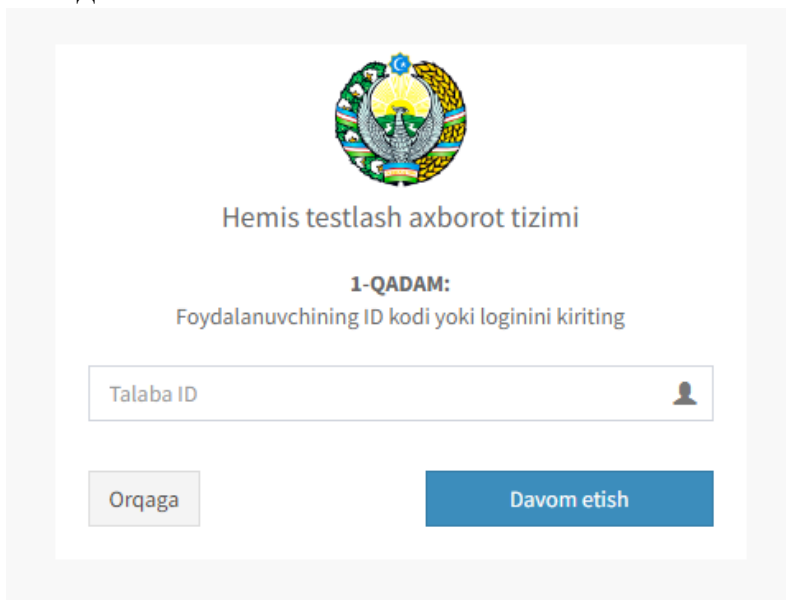 Hemis testlash axborot tizimi
1-QADAM:
Foydalanuvchining ID kodi yoki loginini kiriting
Talaba ID
Orqaga
Davom etish